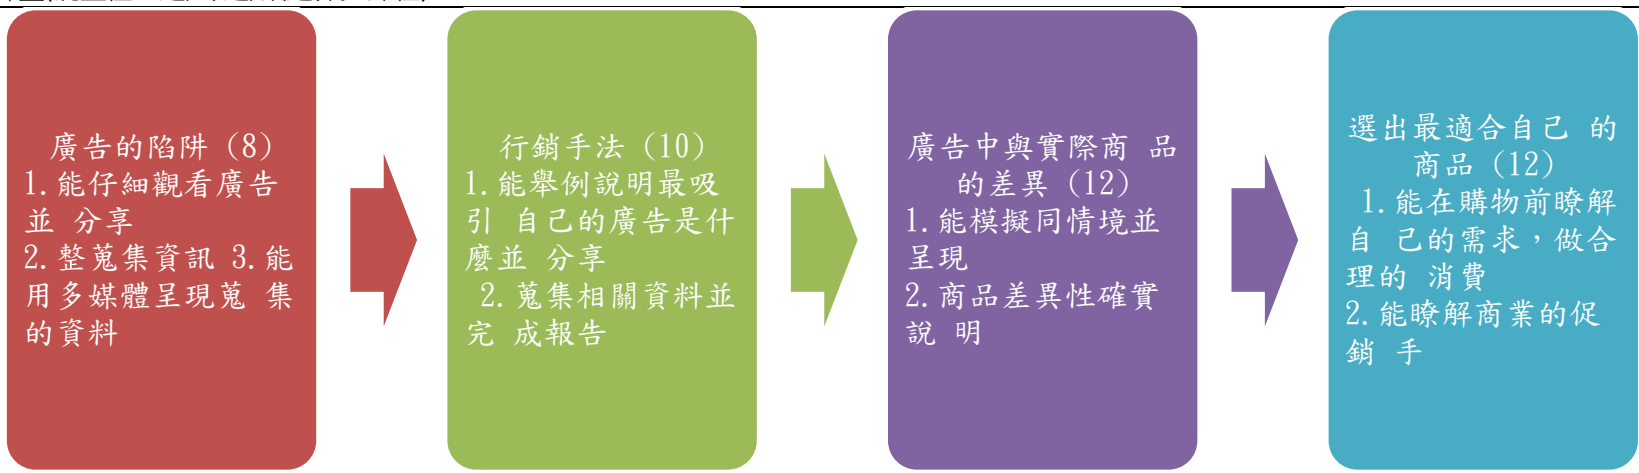 廣告的陷阱 (8)
1.能仔細觀看廣告
並 分享
2.整蒐集資訊 3.能
用多媒體呈現蒐 集
的資料
行銷手法 (10)
1.能舉例說明最吸
引 自己的廣告是什
麼並 分享
2.蒐集相關資料並
完 成報告
廣告中與實際商 品
的差異 (12)
1.能模擬同情境並
呈現
2.商品差異性確實
說 明
選出最適合自己 的
商品 (12)
1.能在購物前瞭解
自 己的需求，做合
理的 消費
2.能瞭解商業的促
銷 手